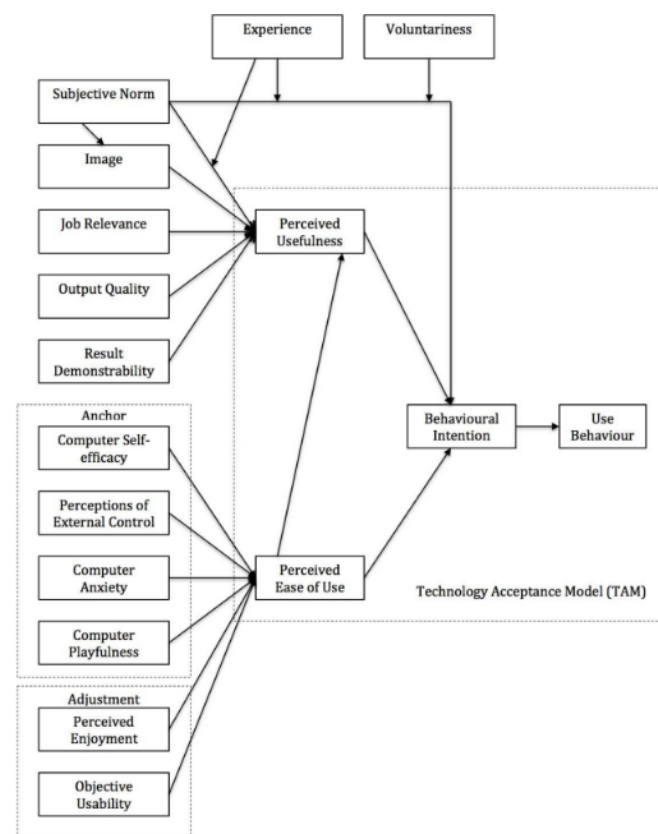 Experience
Voluntariness
Subjective Norm
Image
Job Relevance
Output Quality
Result
Demonstrability
Perceived
Usefulness
Anchor
Computer Self-
efficacy
Perceptions of
External Control
Computer
Anxiety
Computer
Playfulness
Perceived
Ease of Use
Behavioural
Intention
Use
Behaviour
Technology Acceptance Model (TAM)
Adjustment
Perceived
Enjoyment
Objective
Usability